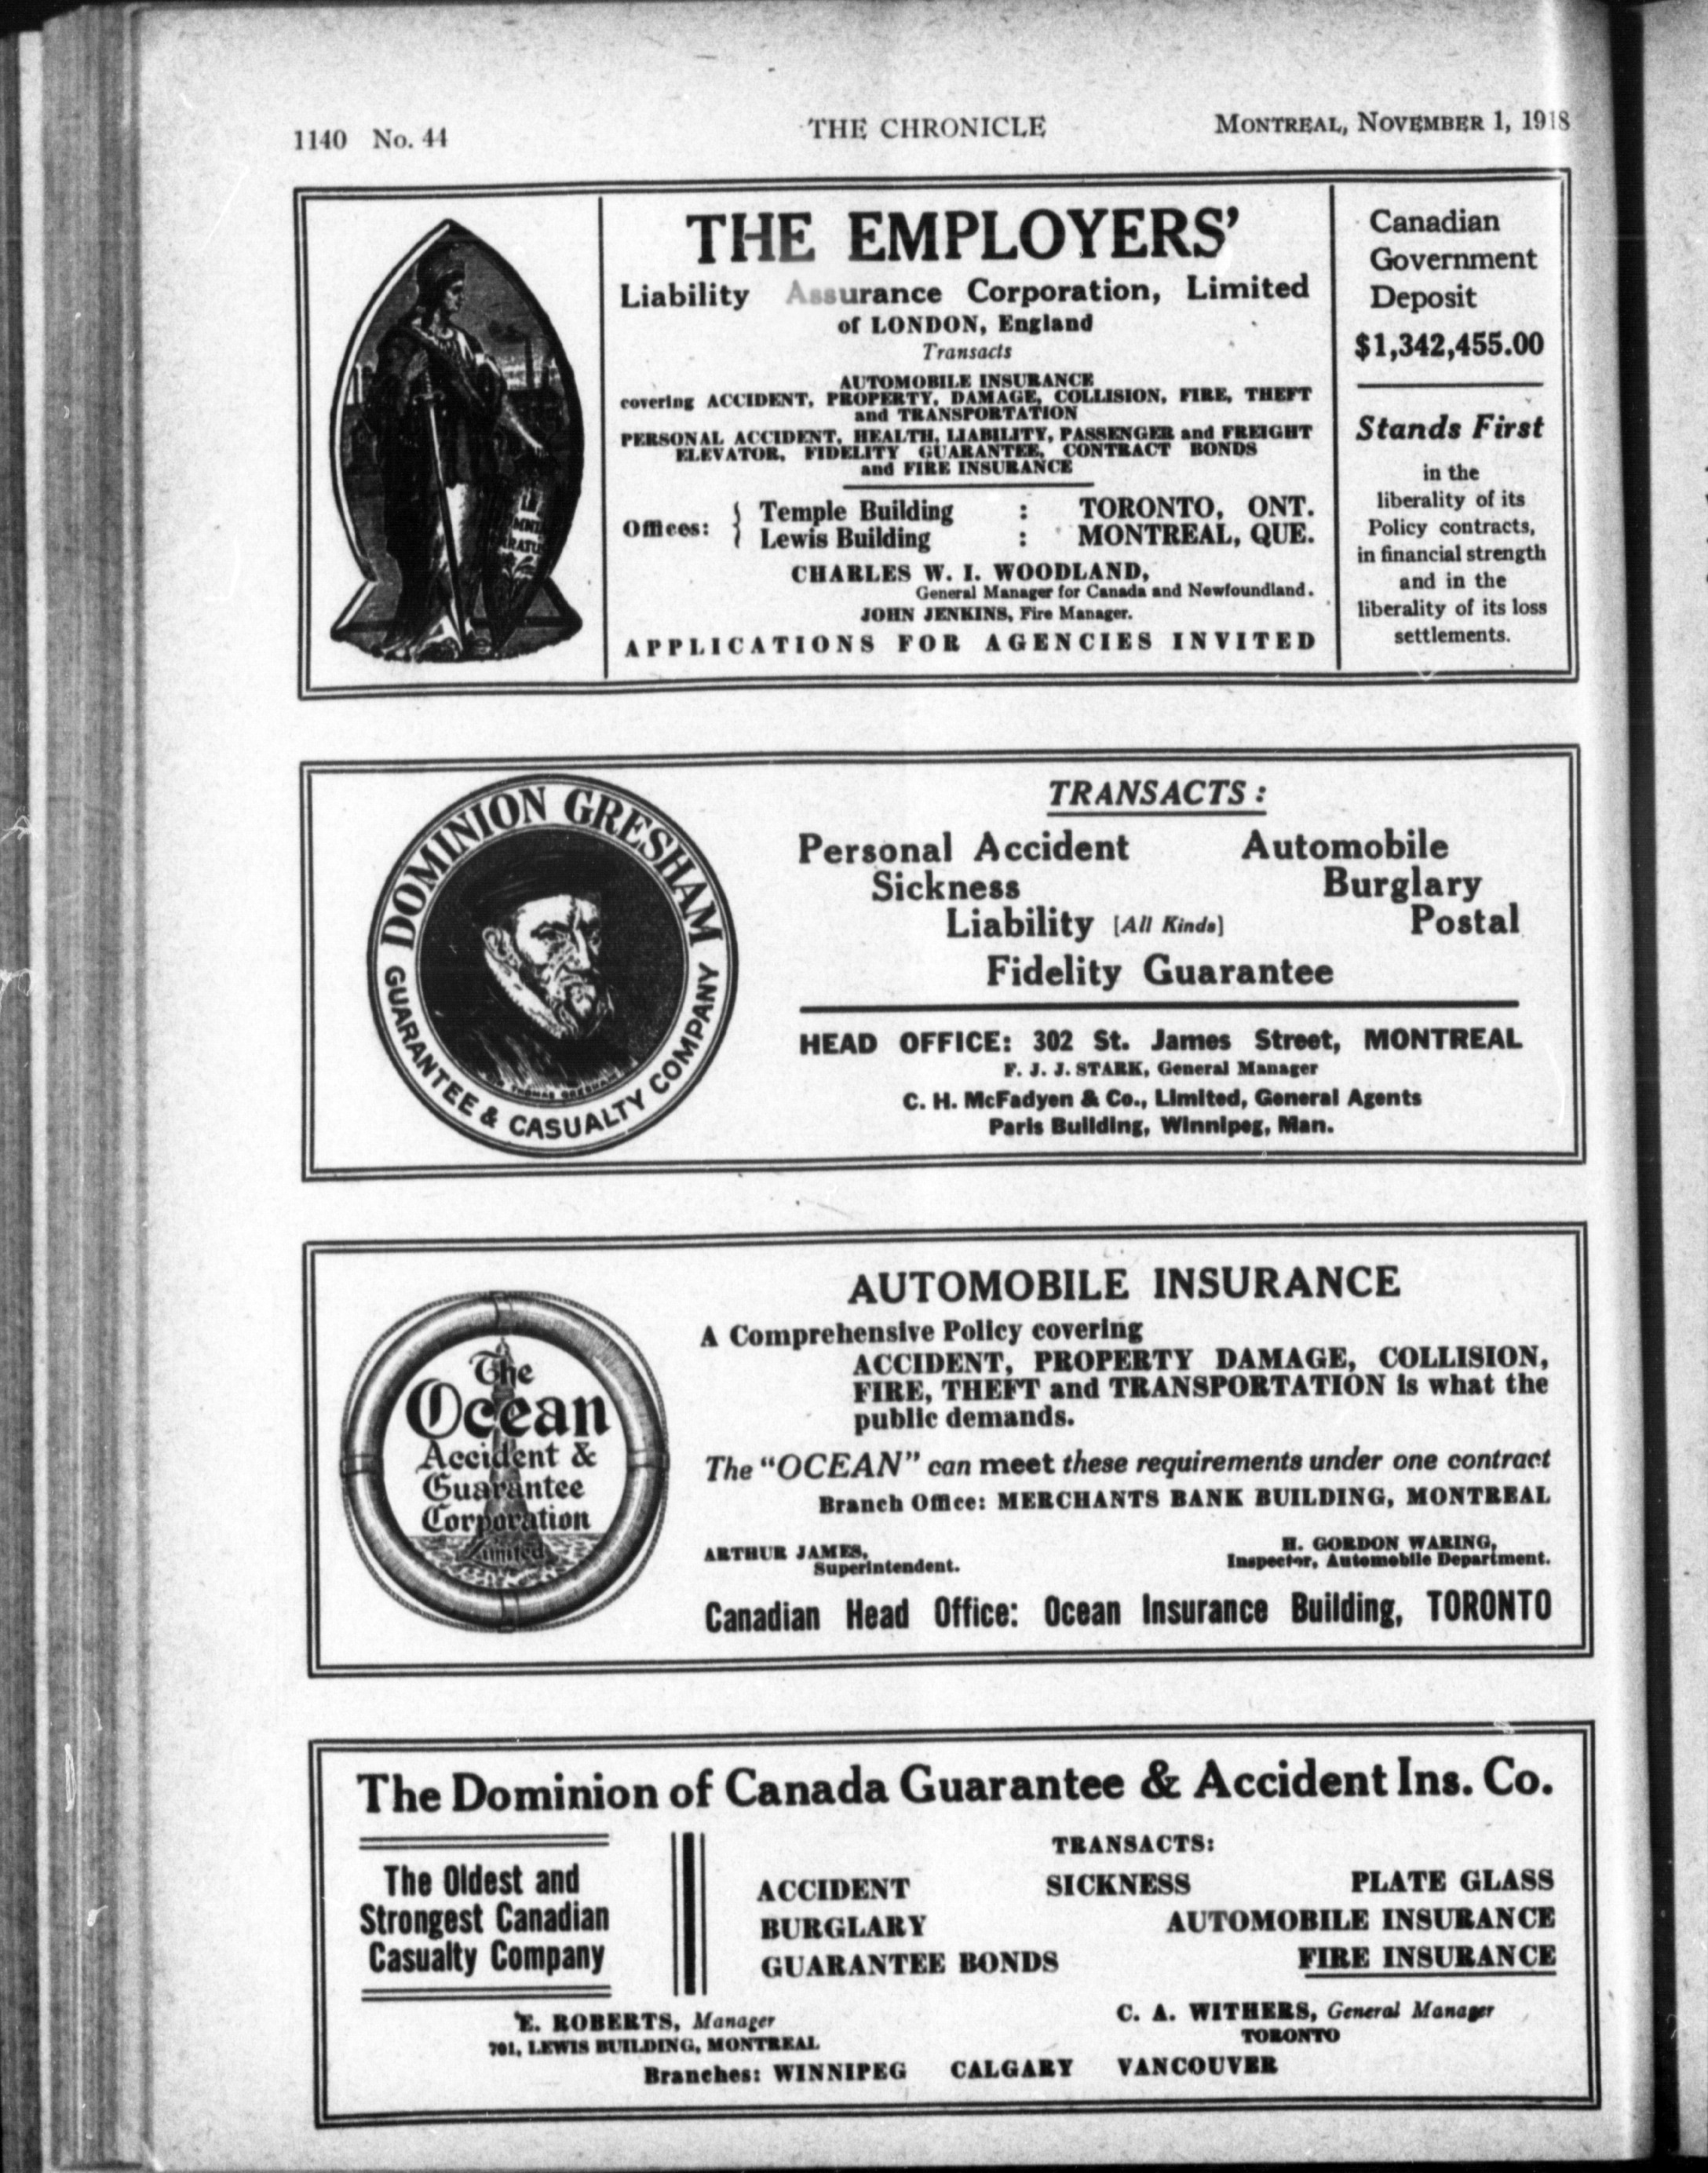 1140 No. 44
THE CHRONICLE
MONTREAL, NOVEMBER 1, 1918
THE EMPLOYERS'
Liability Assurance Corporation, Limited
of LONDON, England
Transacts
AUTOMOBILE INSURANCE
covering ACCIDENT, PROPERTY, DAMAGE, COLLISION, FIRE, THEFT
and TRANSPORTATION
PERSONAL ACCIDENT, HEALTH, LIABILITY, PASSENGER and FREIGHT
ELEVATOR, FIDELITY GUARANTEE, CONTRACT BONDS
and FIRE INSURANCE
Offices: { Temple Building : TORONTO, ONT.
Lewis Building : MONTREAL, QUE.
CHARLES W. I. WOODLAND,
General Manager for Canada and Newfoundland.
JOHN JENKINS, Fire Manager.
APPLICATIONS FOR AGENCIES INVITED
Canadian
Government
Deposit
$1,342,455.00
Stands First
in the
liberality of its
Policy contracts,
in financial strength
and in the
liberality of its loss
settlements.
DOMINION GRESHAM
GUARANTEE & CASUALTY COMPANY
THOMAS GRESHAM
TRANSACTS:
Personal Accident Automobile
Sickness Burglary
Liability [All Kinds] Postal
Fidelity Guarantee
HEAD OFFICE: 302 St. James Street, MONTREAL
F. J. J. STARK, General Manager
C. H. McFadyen & Co., Limited, General Agents
Paris Building, Winnipeg, Man.
The
Ocean
Accident &
Guarantee
Corporation
Limited
AUTOMOBILE INSURANCE
A Comprehensive Policy covering
ACCIDENT, PROPERTY DAMAGE, COLLISION,
FIRE, THEFT and TRANSPORTATION is what the
public demands.
The "OCEAN" can meet these requirements under one contract
Branch Office: MERCHANTS BANK BUILDING, MONTREAL
ARTHUR JAMES,
Superintendent.
H. GORDON WARING,
Inspector, Automobile Department.
Canadian Head Office: Ocean Insurance Building, TORONTO
The Dominion of Canada Guarantee & Accident Ins. Co.
The Oldest and
Strongest Canadian
Casualty Company
TRANSACTS:
ACCIDENT SICKNESS PLATE GLASS
BURGLARY AUTOMOBILE INSURANCE
GUARANTEE BONDS FIRE INSURANCE
E. ROBERTS, Manager
701, LEWIS BUILDING, MONTREAL
C. A. WITHERS, General Manager
TORONTO
Branches: WINNIPEG CALGARY VANCOUVER